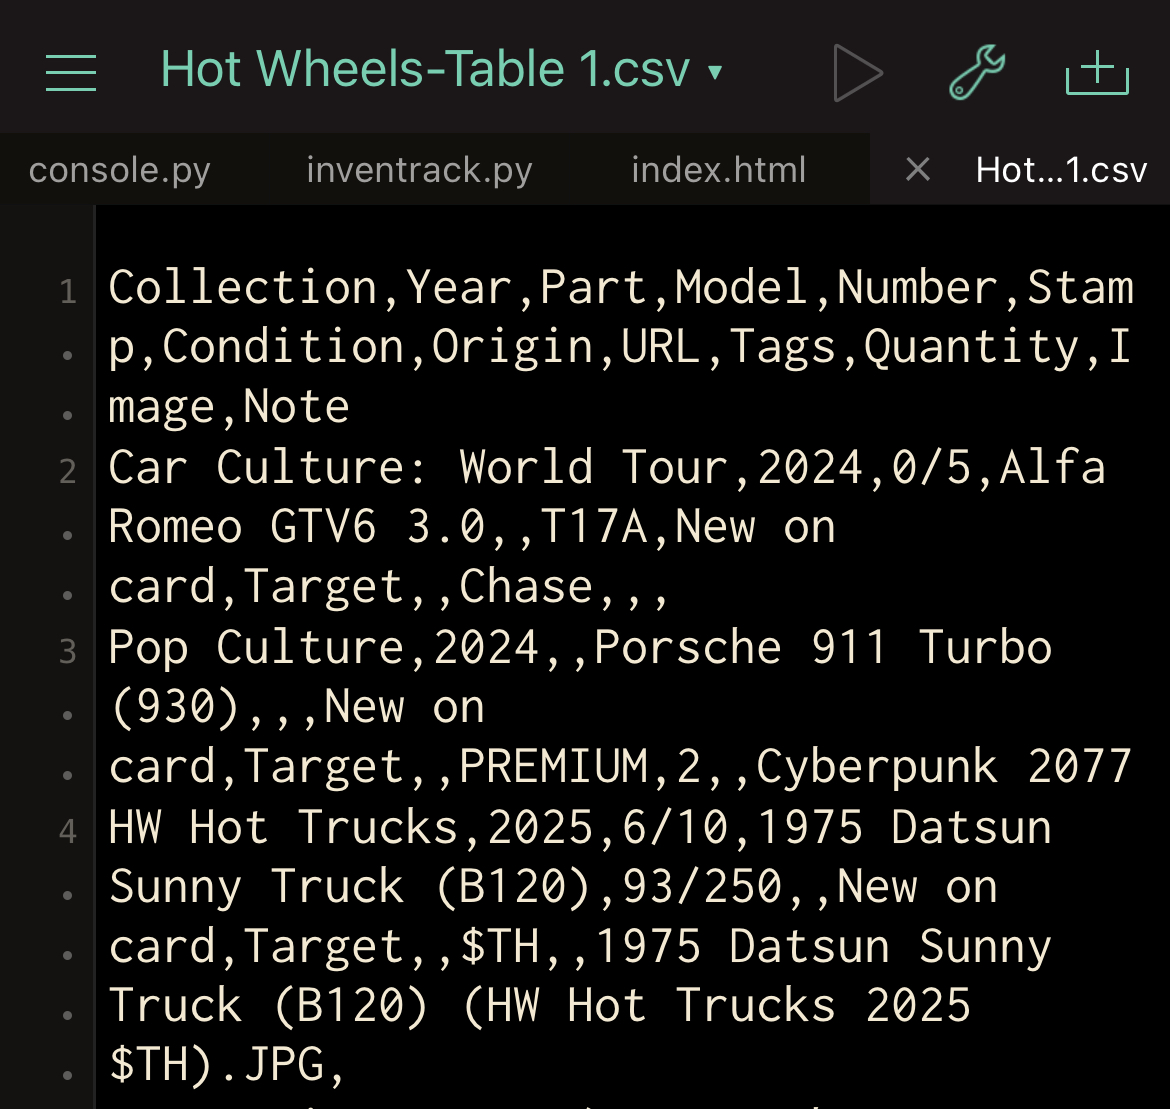 Hot Wheels-Table 1.csv ▾
console.py
inventrack.py
index.html
× Hot...1.csv
1 Collection,Year,Part,Model,Number,Stam
p,Condition,Origin,URL,Tags,Quantity,I
mage,Note
2 Car Culture: World Tour,2024,0/5,Alfa
Romeo GTV6 3.0,,T17A,New on
card,Target,,Chase,,,
3 Pop Culture,2024,,Porsche 911 Turbo
(930),,,New on
card,Target,,PREMIUM,2,,Cyberpunk 2077
4 HW Hot Trucks,2025,6/10,1975 Datsun
Sunny Truck (B120),93/250,,New on
card,Target,,$TH,,1975 Datsun Sunny
Truck (B120) (HW Hot Trucks 2025
$TH).JPG,